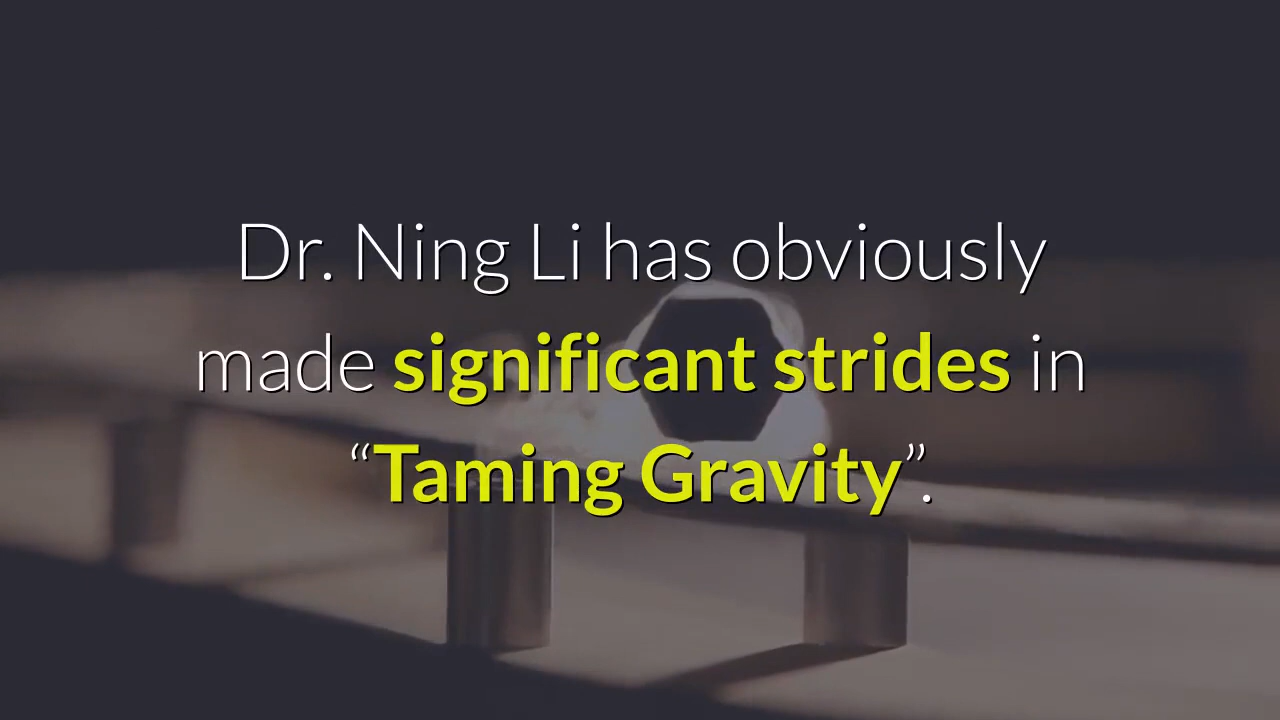 Dr. Ning Li has obviously
made significant strides in
“Taming Gravity”.